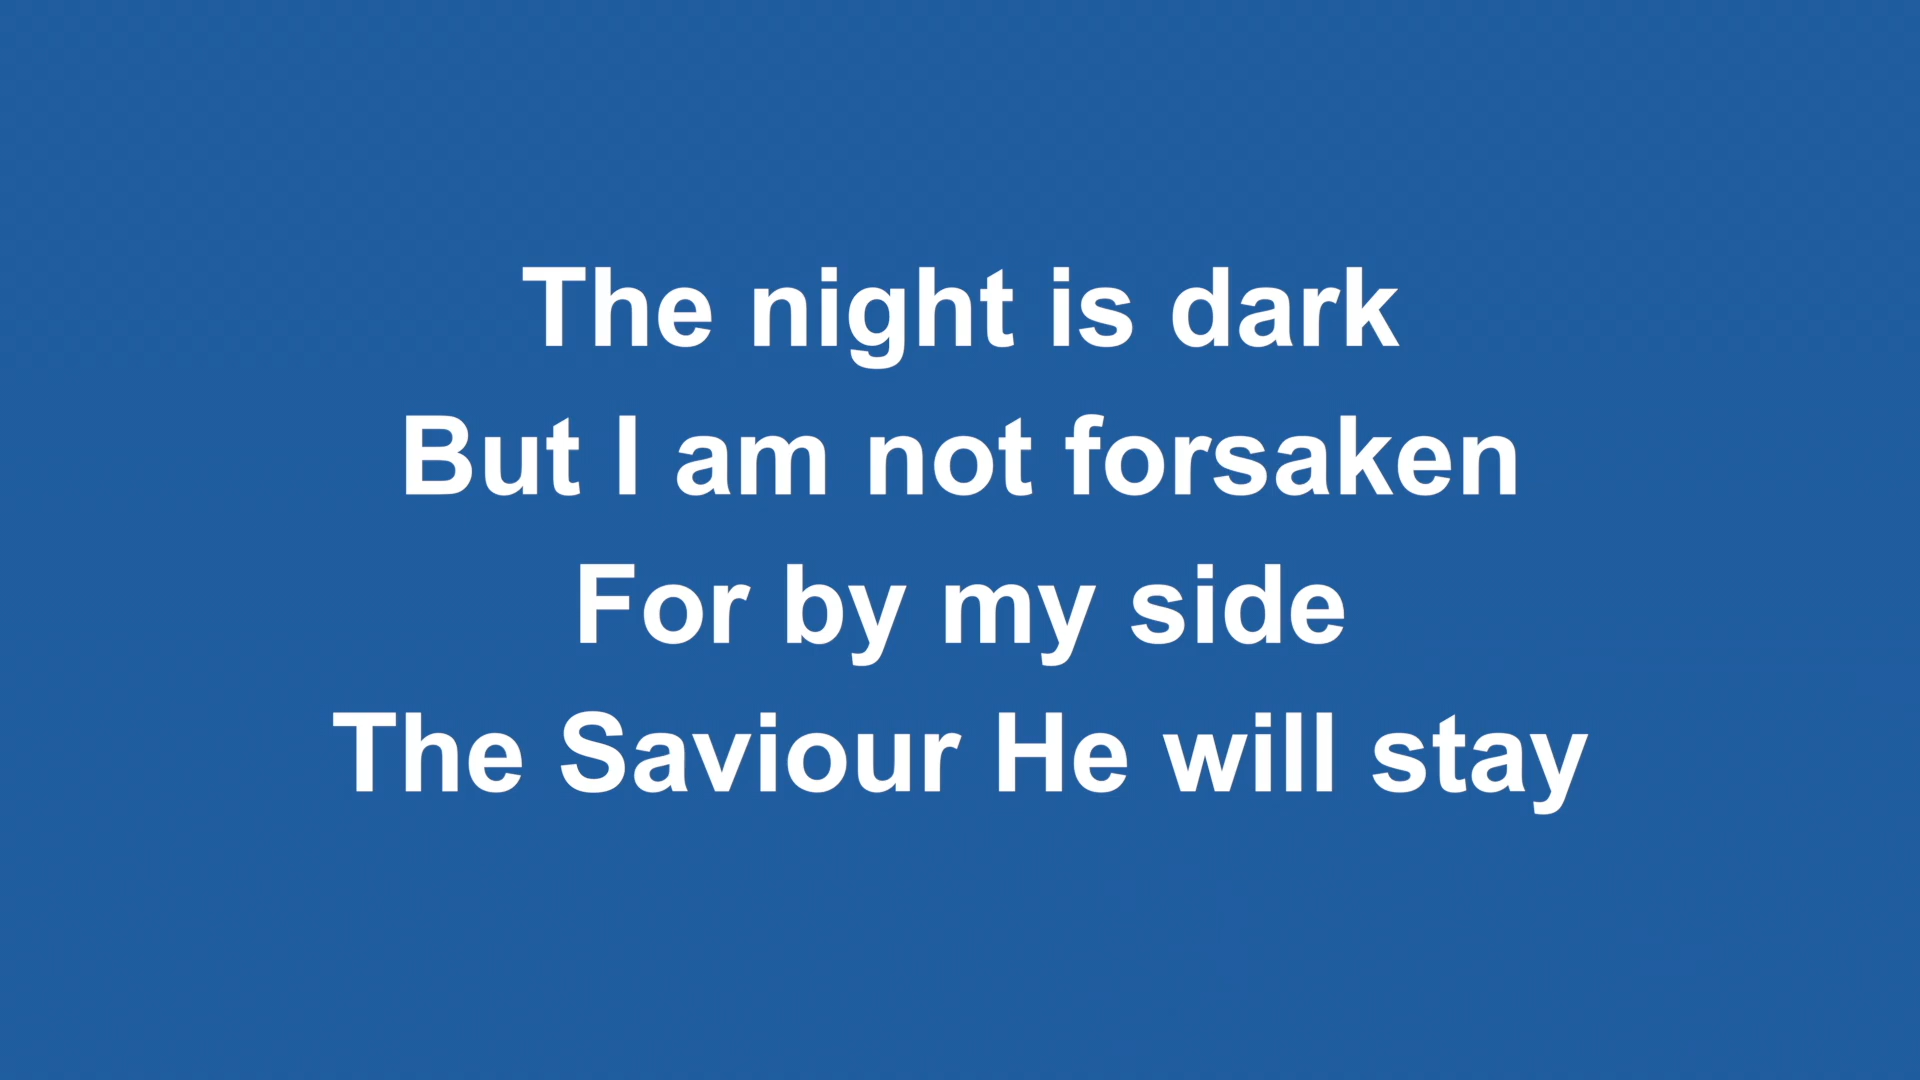 The night is dark
But I am not forsaken
For by my side
The Saviour He will stay